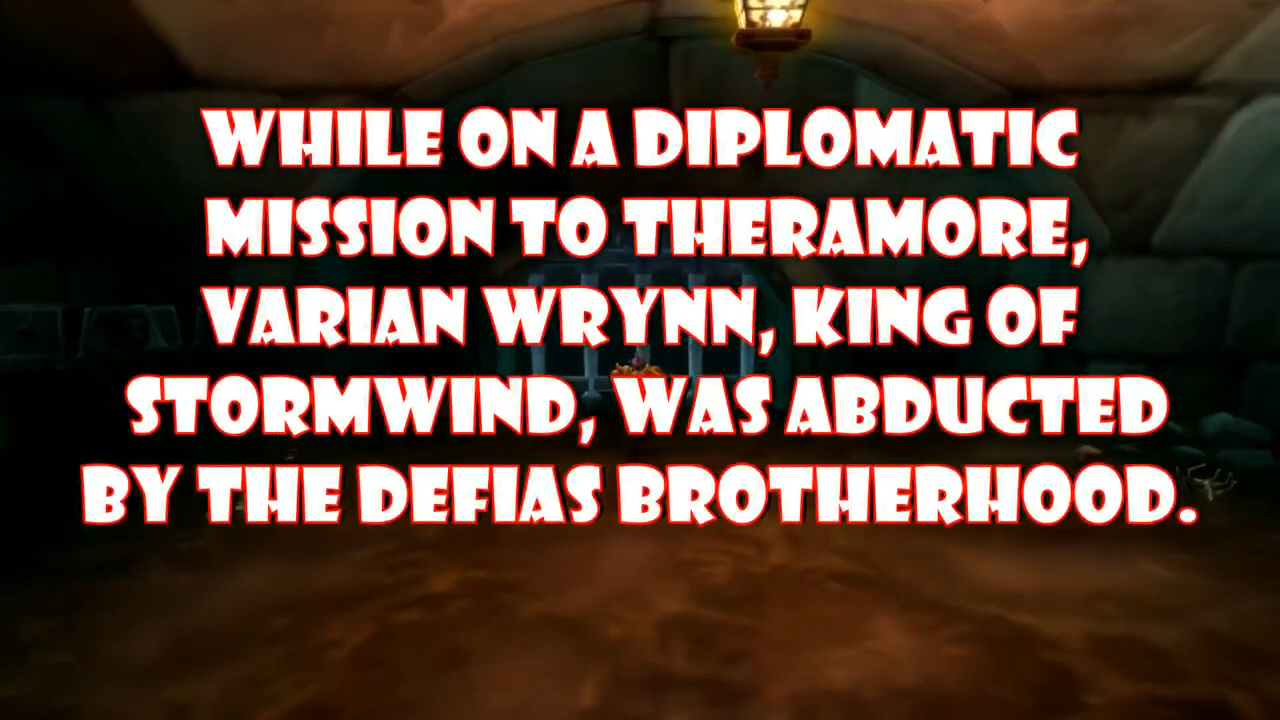 WHILE ON A DIPLOMATIC
MISSION TO THERAMORE,
VARIAN WRYNN, KING OF
STORMWIND, WAS ABDUCTED
BY THE DEFIAS BROTHERHOOD.